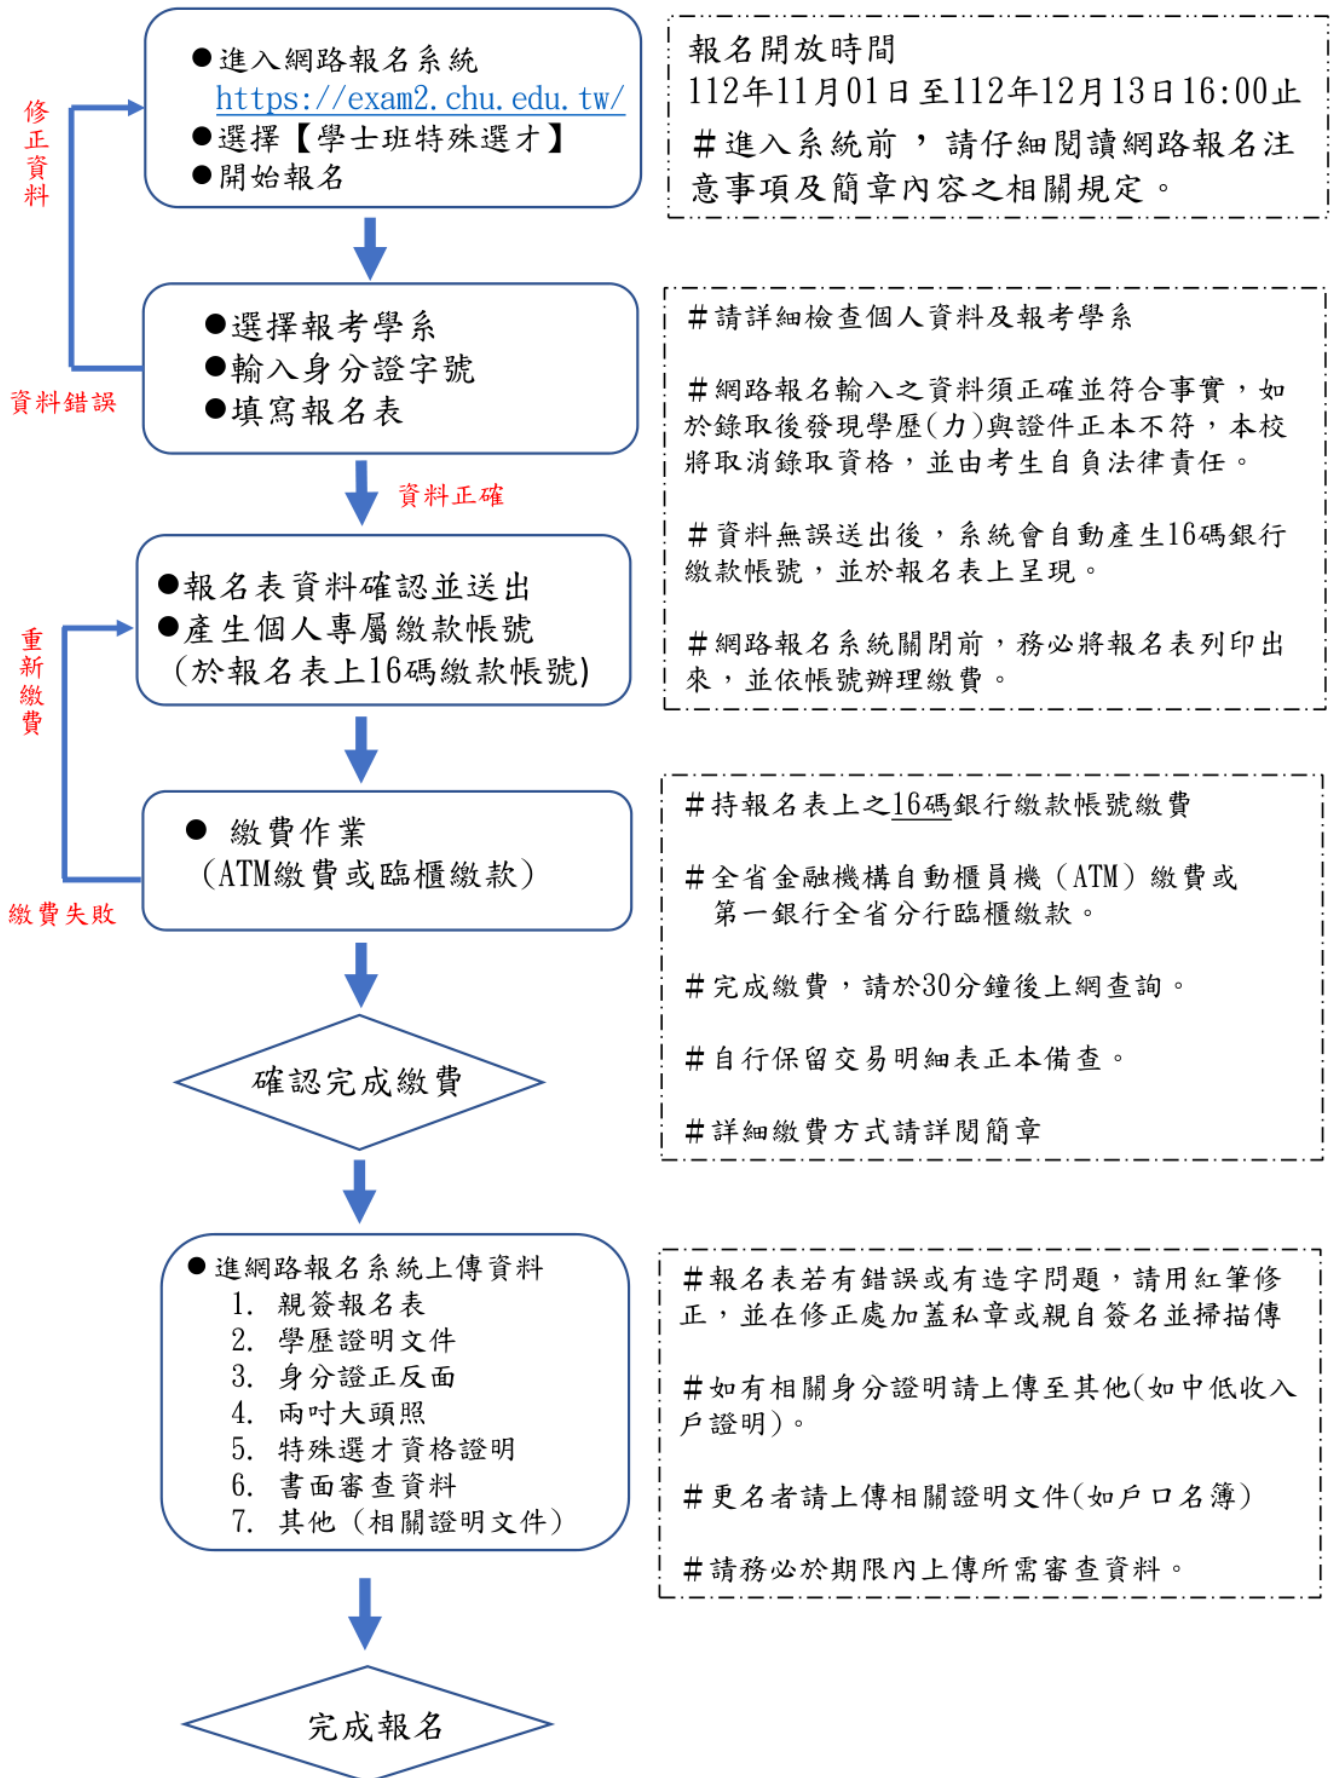 ●進入網路報名系統
https://exam2.chu.edu.tw/
●選擇【學士班特殊選才】
●開始報名
報名開放時間
112年11月01日至112年12月13日16:00止
＃進入系統前，請仔細閱讀網路報名注
意事項及簡章內容之相關規定。
修正資料
●選擇報考學系
●輸入身分證字號
●填寫報名表
資料錯誤
資料正確
＃請詳細檢查個人資料及報考學系
＃網路報名輸入之資料須正確並符合事實，如
於錄取後發現學歷(力)與證件正本不符，本校
將取消錄取資格，並由考生自負法律責任。
＃資料無誤送出後，系統會自動產生16碼銀行
繳款帳號，並於報名表上呈現。
＃網路報名系統關閉前，務必將報名表列印出
來，並依帳號辦理繳費。
●報名表資料確認並送出
●產生個人專屬繳款帳號
（於報名表上16碼繳款帳號)
重新繳費
● 繳費作業
（ATM繳費或臨櫃繳款）
繳費失敗
＃持報名表上之16碼銀行繳款帳號繳費
＃全省金融機構自動櫃員機（ATM）繳費或
第一銀行全省分行臨櫃繳款。
＃完成繳費，請於30分鐘後上網查詢。
＃自行保留交易明細表正本備查。
＃詳細繳費方式請詳閱簡章
確認完成繳費
●進網路報名系統上傳資料
1. 親簽報名表
2. 學歷證明文件
3. 身分證正反面
4. 兩吋大頭照
5. 特殊選才資格證明
6. 書面審查資料
7. 其他（相關證明文件）
＃報名表若有錯誤或有造字問題，請用紅筆修
正，並在修正處加蓋私章或親自簽名並掃描傳
＃如有相關身分證明請上傳至其他(如中低收入
戶證明)。
＃更名者請上傳相關證明文件(如戶口名簿)
＃請務必於期限內上傳所需審查資料。
完成報名